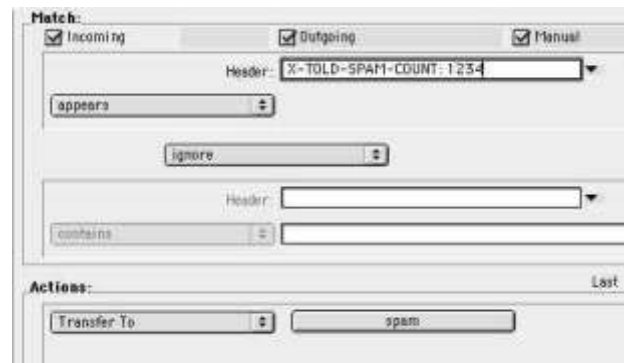 Match:
Incoming Outgoing Manual
Header: X-TOLD-SPAM-COUNT:1234
appears
ignore
Header:
contains
Actions: Last
Transfer To spam